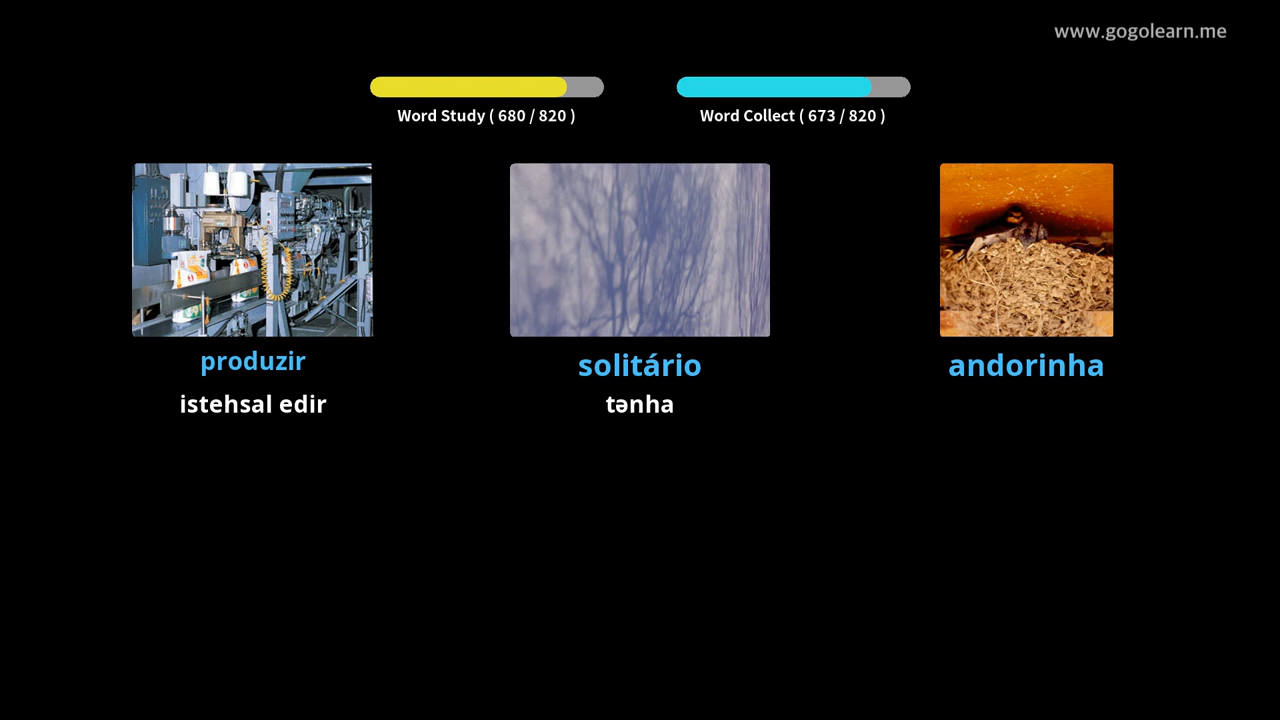 www.gogolearn.me
Word Study ( 680 / 820 )
Word Collect ( 673 / 820 )
produzir
solitário
andorinha
istehsal edir
tənha